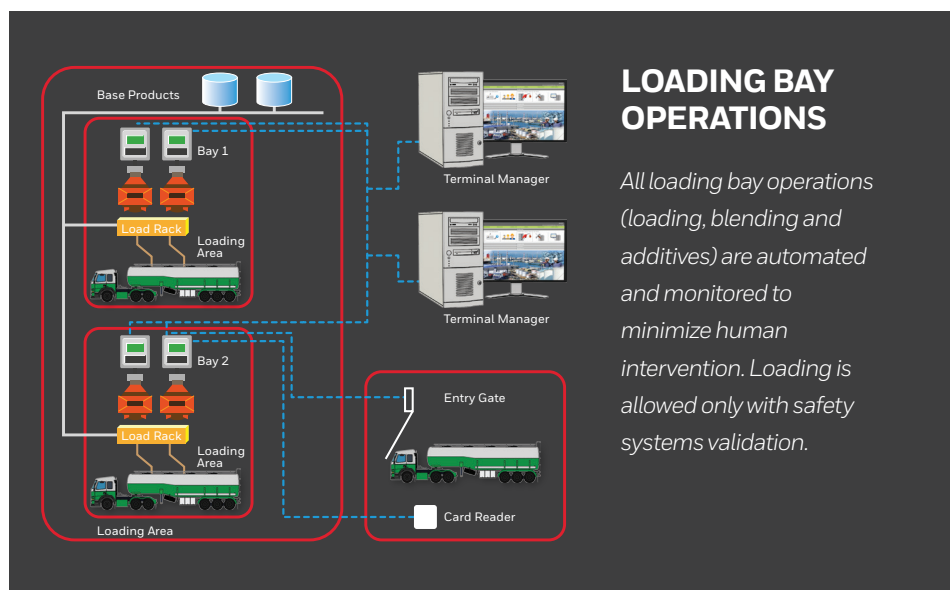 Base Products
Bay 1
Load Rack
Loading
Area
Bay 2
Load Rack
Loading
Area
Loading Area
Terminal Manager
Terminal Manager
Entry Gate
Card Reader
LOADING BAY
OPERATIONS
All loading bay operations
(loading, blending and
additives) are automated
and monitored to
minimize human
intervention. Loading is
allowed only with safety
systems validation.